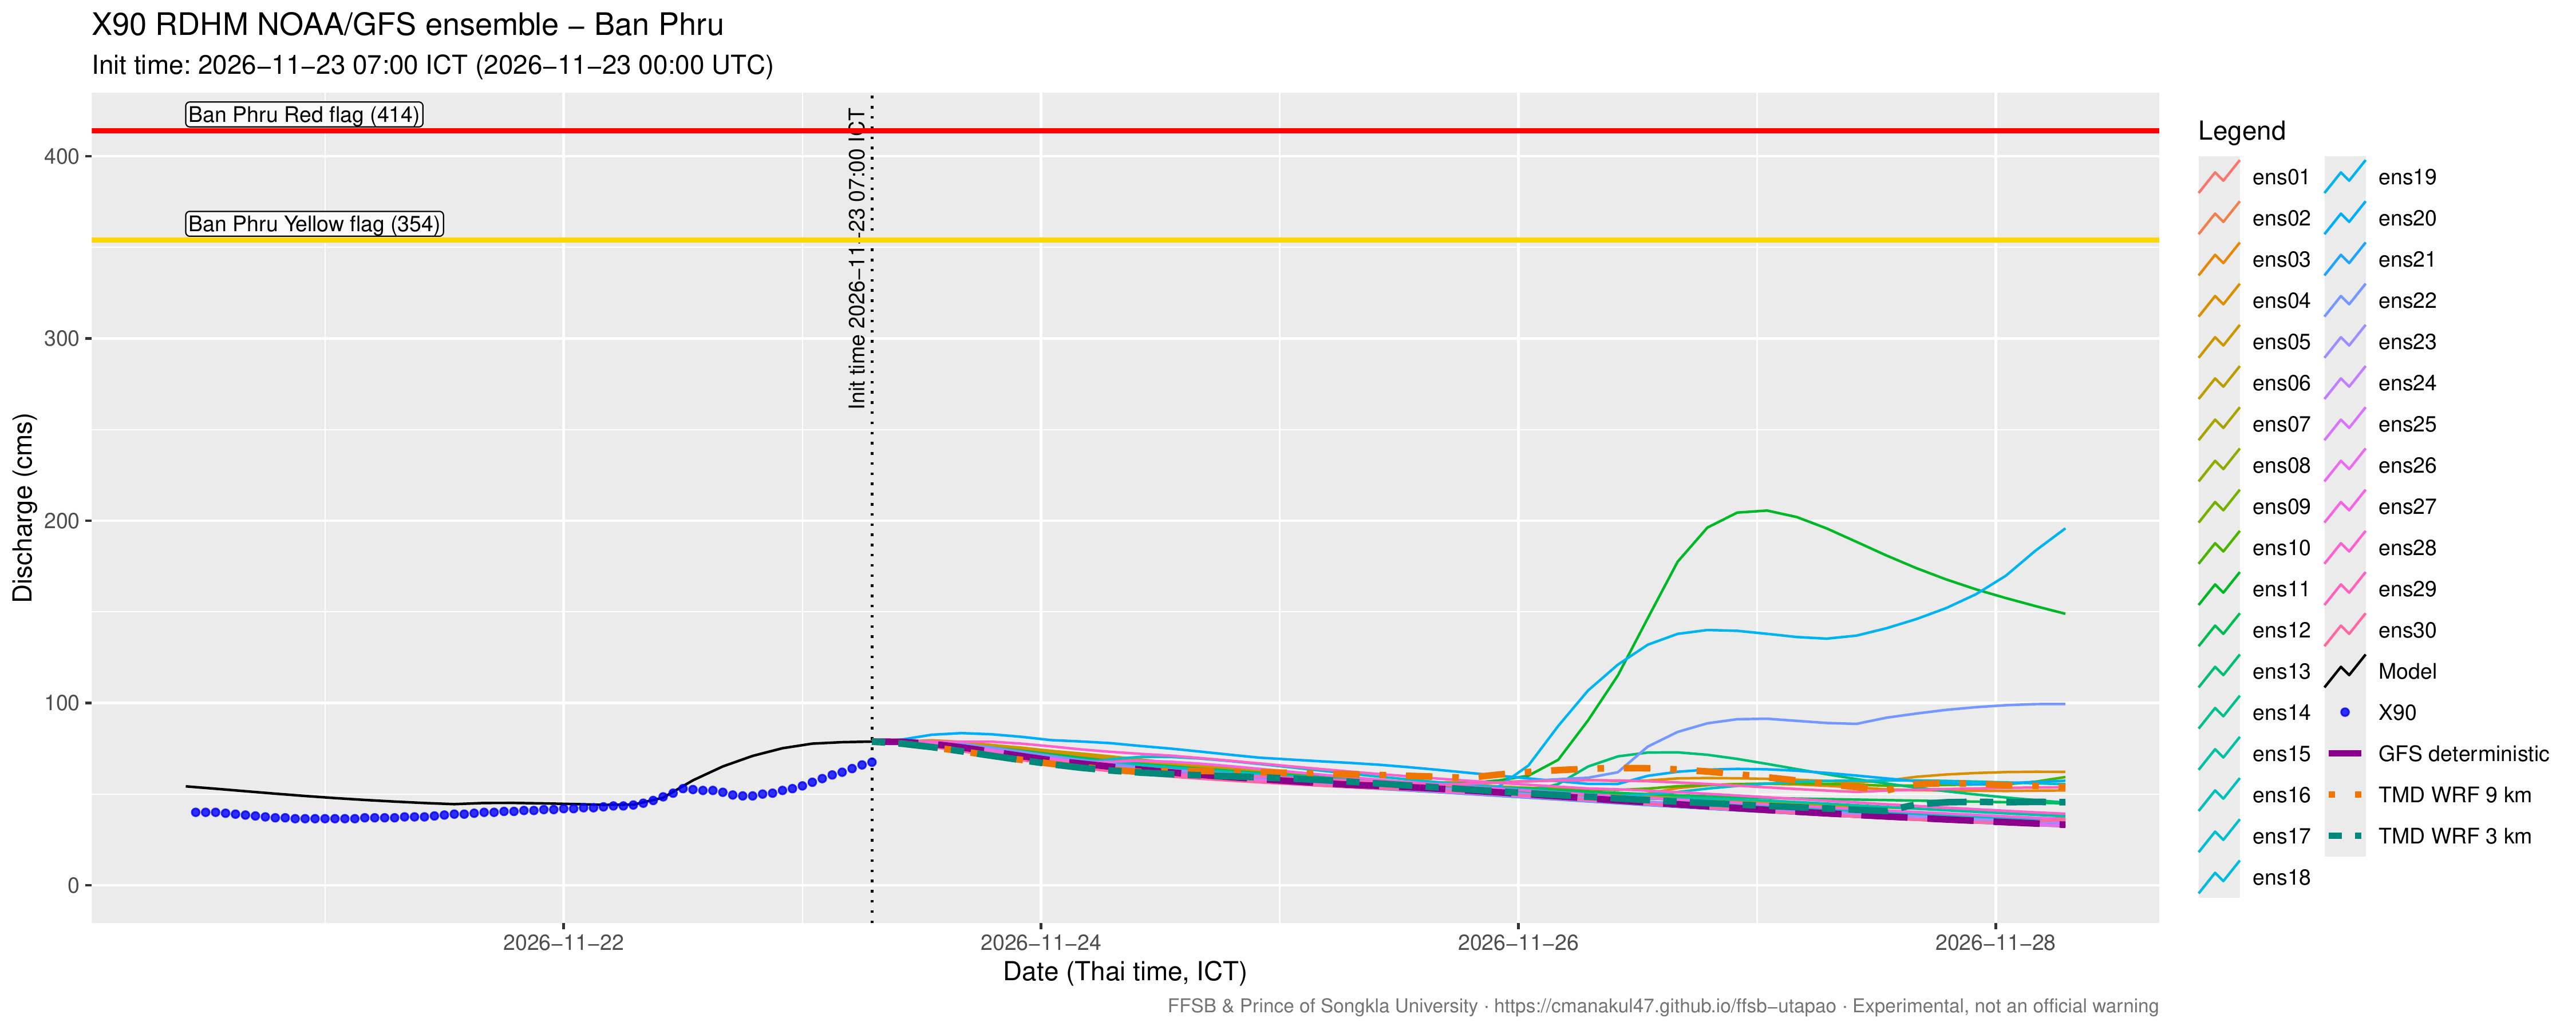 X90 RDHM NOAA/GFS ensemble – Ban Phru
Init time: 2026–11–23 07:00 ICT (2026–11–23 00:00 UTC)
Ban Phru Red flag (414)
Ban Phru Yellow flag (354)
Init time 2026–11–23 07:00 ICT
Discharge (cms)
400
300
200
100
0
2026–11–22
2026–11–24
2026–11–26
2026–11–28
Date (Thai time, ICT)
Legend
ens01
ens02
ens03
ens04
ens05
ens06
ens07
ens08
ens09
ens10
ens11
ens12
ens13
ens14
ens15
ens16
ens17
ens18
ens19
ens20
ens21
ens22
ens23
ens24
ens25
ens26
ens27
ens28
ens29
ens30
Model
X90
GFS deterministic
TMD WRF 9 km
TMD WRF 3 km
FFSB & Prince of Songkla University · https://cmanakul47.github.io/ffsb–utapao · Experimental, not an official warning